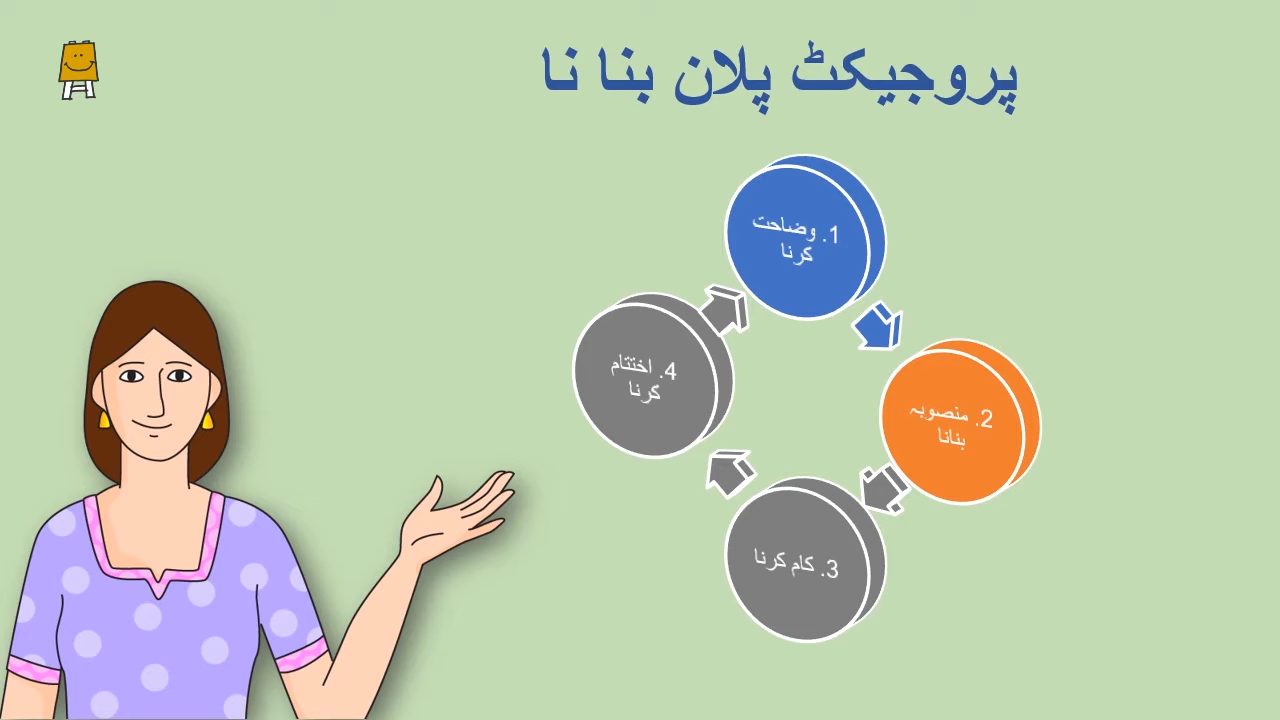 پروجیکٹ پلان بنا نا
1. وضاحت
کرنا
2. منصوبہ
بنانا
3. کام کرنا
4. اختتام
کرنا